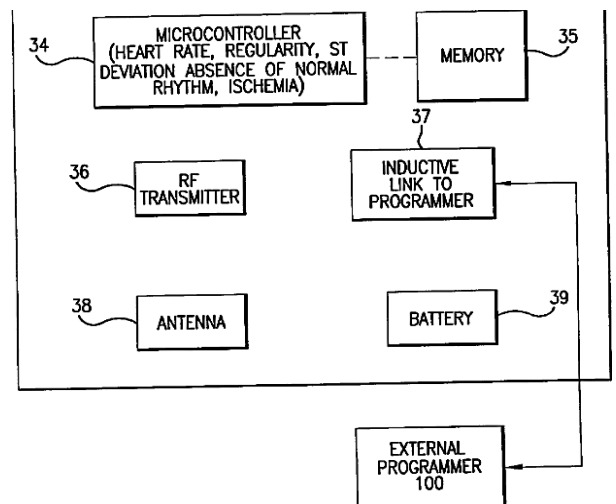 34
MICROCONTROLLER
(HEART RATE, REGULARITY, ST
DEVIATION ABSENCE OF NORMAL
RHYTHM, ISCHEMIA)
MEMORY
35
36
RF
TRANSMITTER
37
INDUCTIVE
LINK TO
PROGRAMMER
38
ANTENNA
BATTERY
39
EXTERNAL
PROGRAMMER
100